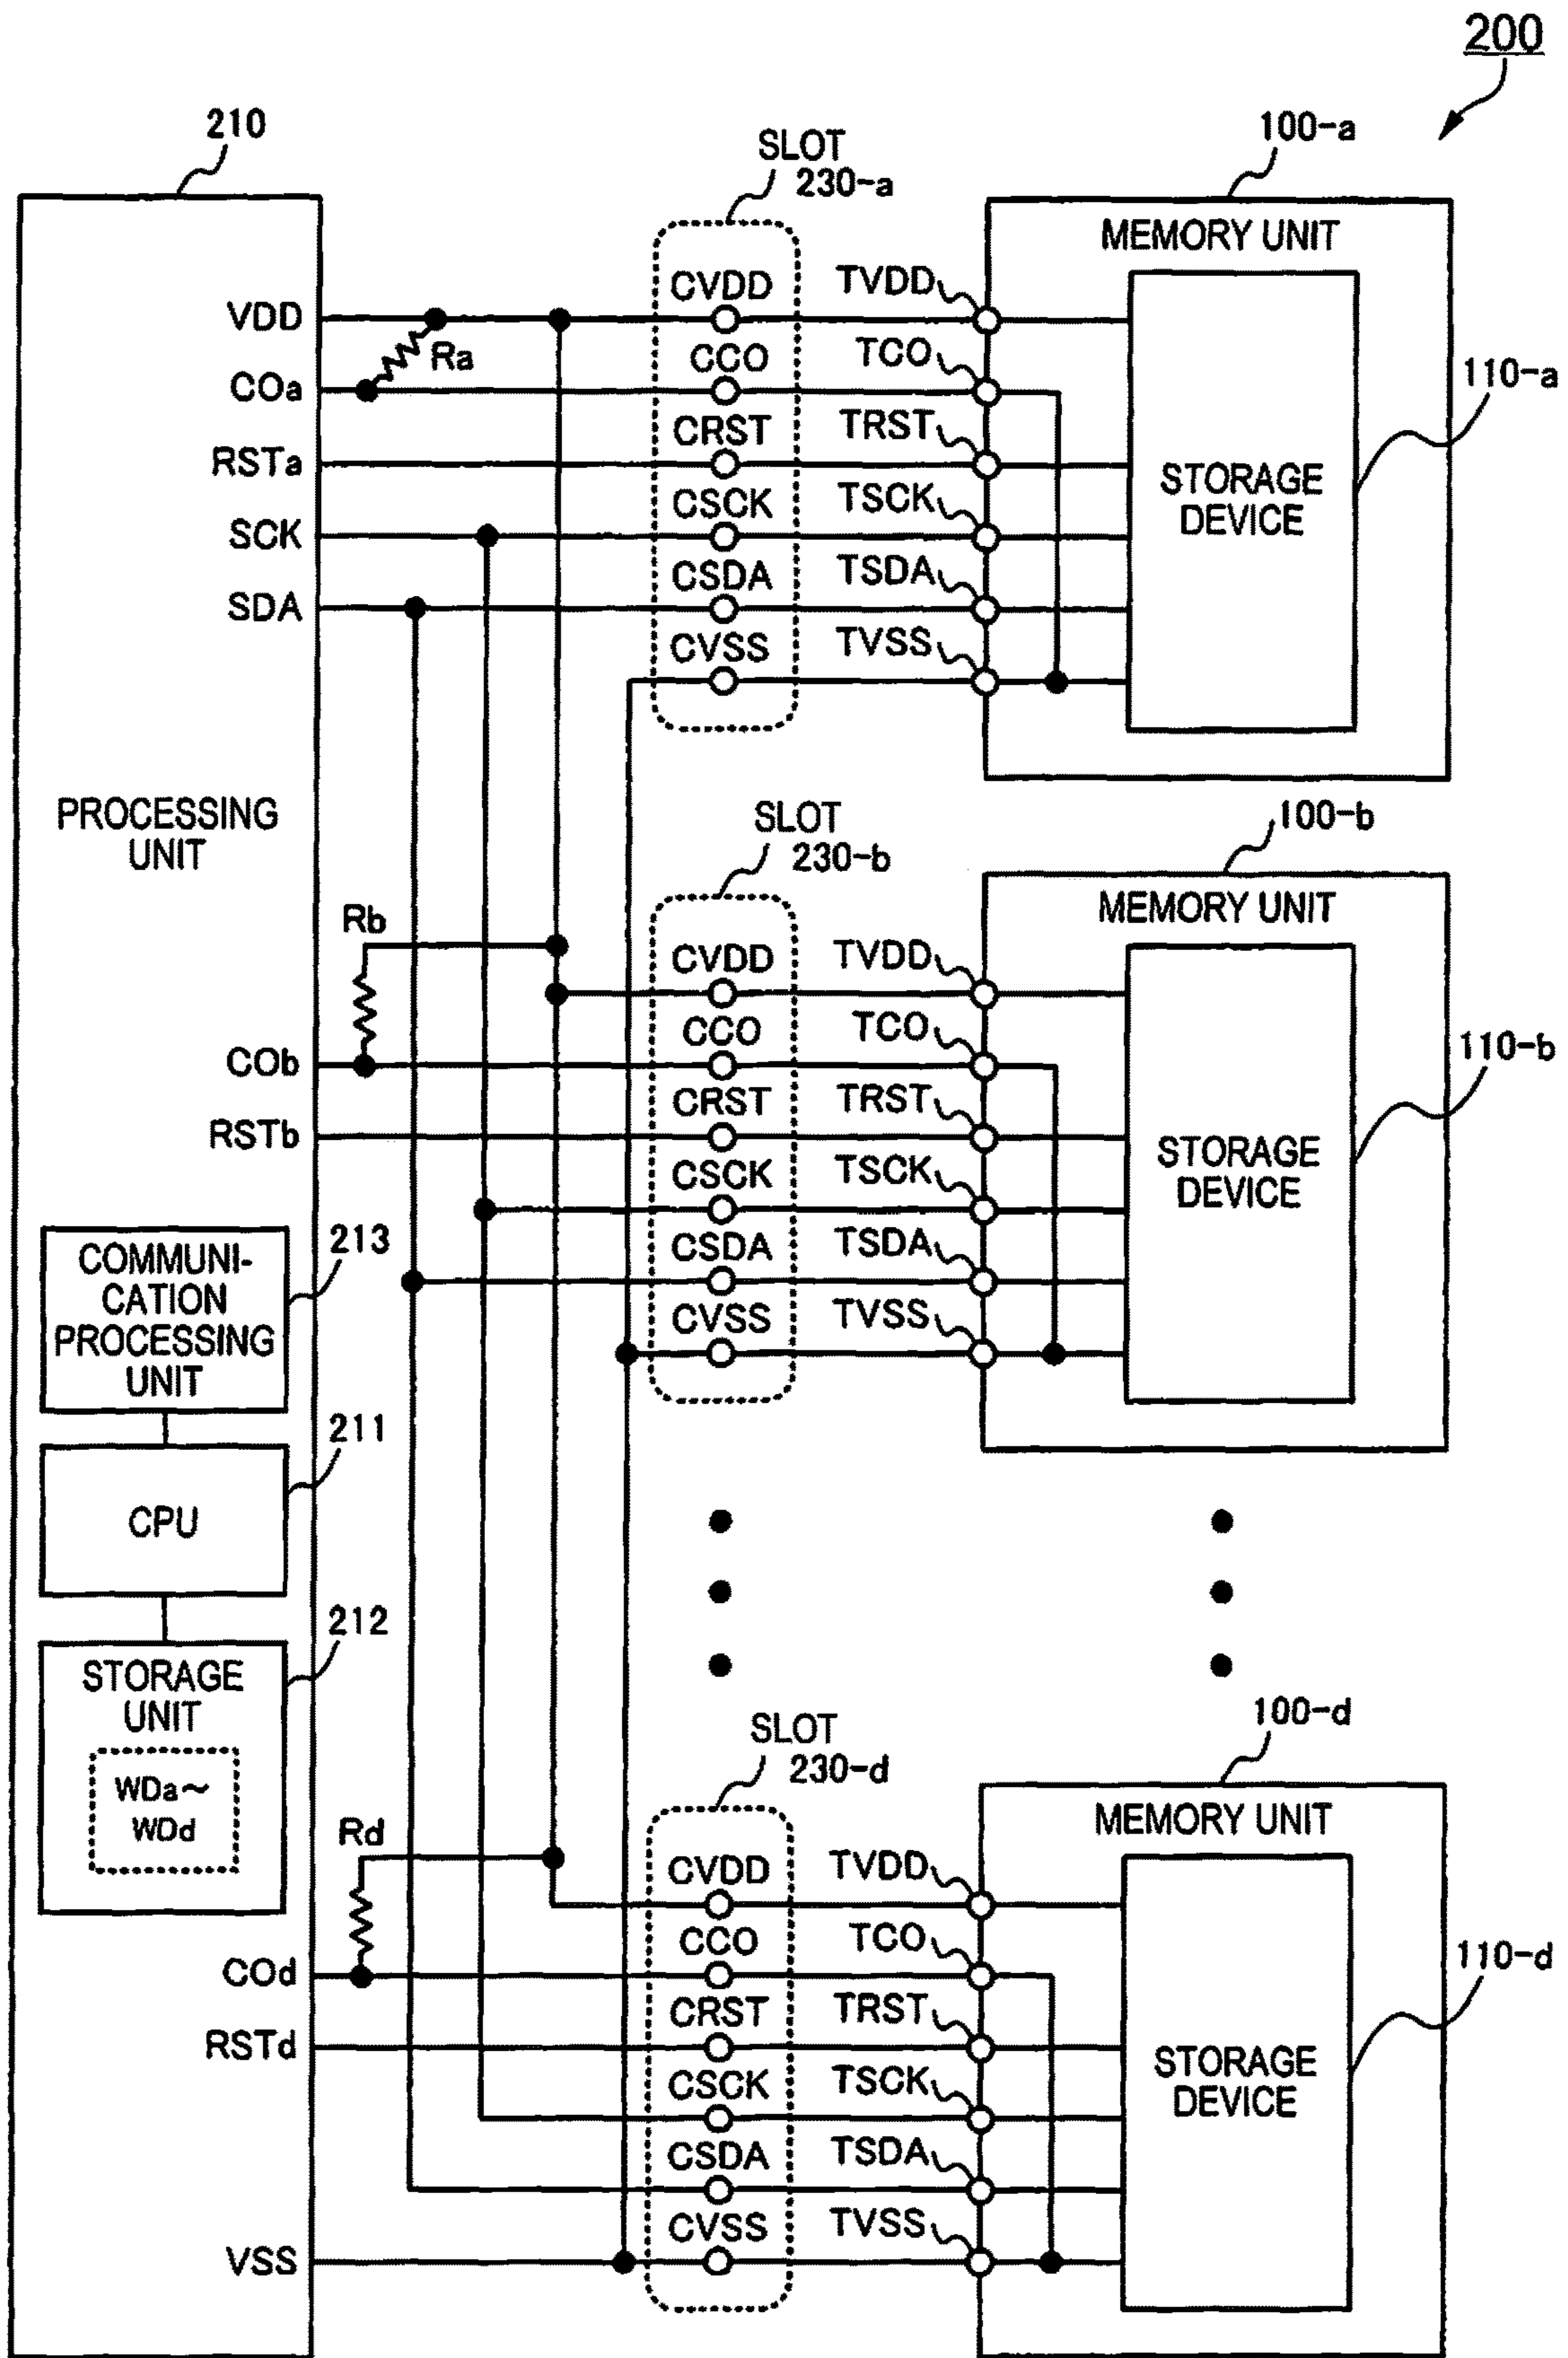 200
210
SLOT
230-a
100-a
MEMORY UNIT
VDD
Ra
CVDD
TVDD
COa
CCO
TCO
110-a
RSTa
CRST
TRST
STORAGE
DEVICE
SCK
CSCK
TSCK
SDA
CSDA
TSDA
CVSS
TVSS
PROCESSING
UNIT
SLOT
230-b
100-b
MEMORY UNIT
Rb
CVDD
TVDD
COb
CCO
TCO
110-b
RSTb
CRST
TRST
STORAGE
DEVICE
CSCK
TSCK
CSDA
TSDA
CVSS
TVSS
COMMUNI-
CATION
PROCESSING
UNIT
213
CPU
211
STORAGE
UNIT
212
WDa~
WDd
SLOT
230-d
100-d
MEMORY UNIT
Rd
CVDD
TVDD
COd
CCO
TCO
110-d
RSTd
CRST
TRST
STORAGE
DEVICE
CSCK
TSCK
CSDA
TSDA
VSS
CVSS
TVSS